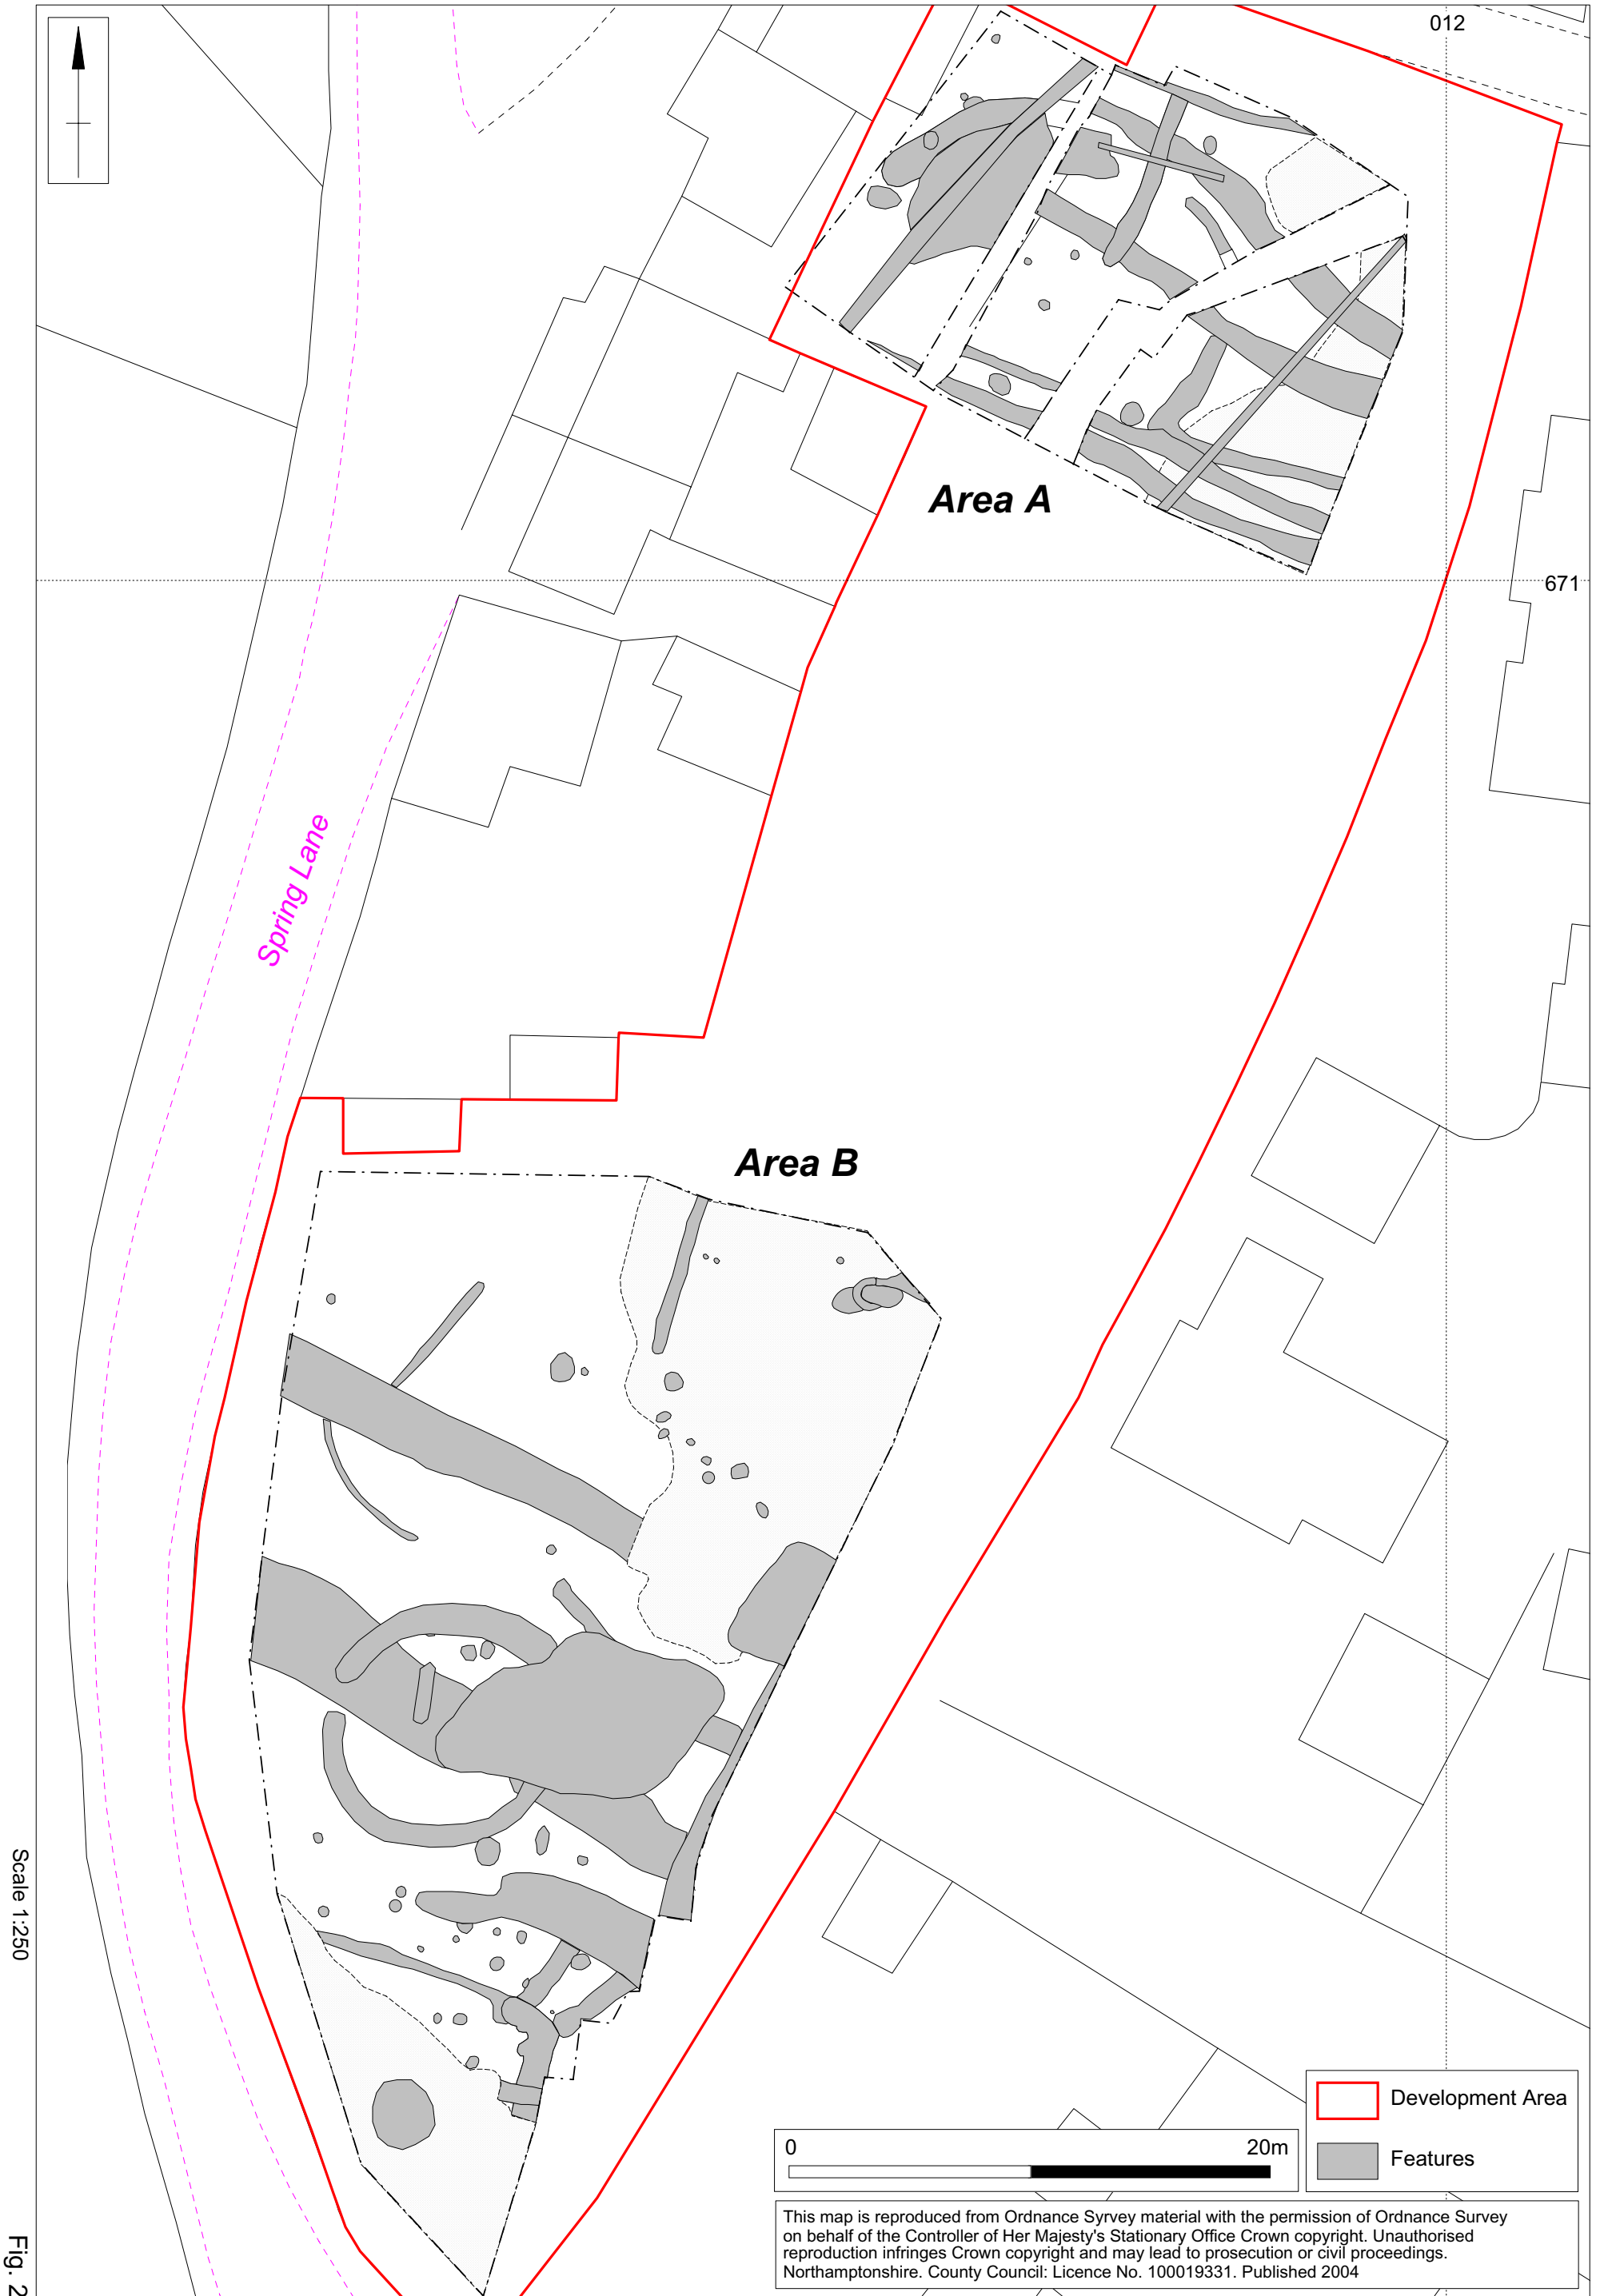 012
Area A
671
Spring Lane
Area B
Scale 1:250
Development Area
0 20m
Features
This map is reproduced from Ordnance Syrvey material with the permission of Ordnance Survey
on behalf of the Controller of Her Majesty's Stationary Office Crown copyright. Unauthorised
reproduction infringes Crown copyright and may lead to prosecution or civil proceedings.
Northamptonshire. County Council: Licence No. 100019331. Published 2004
Fig. 2